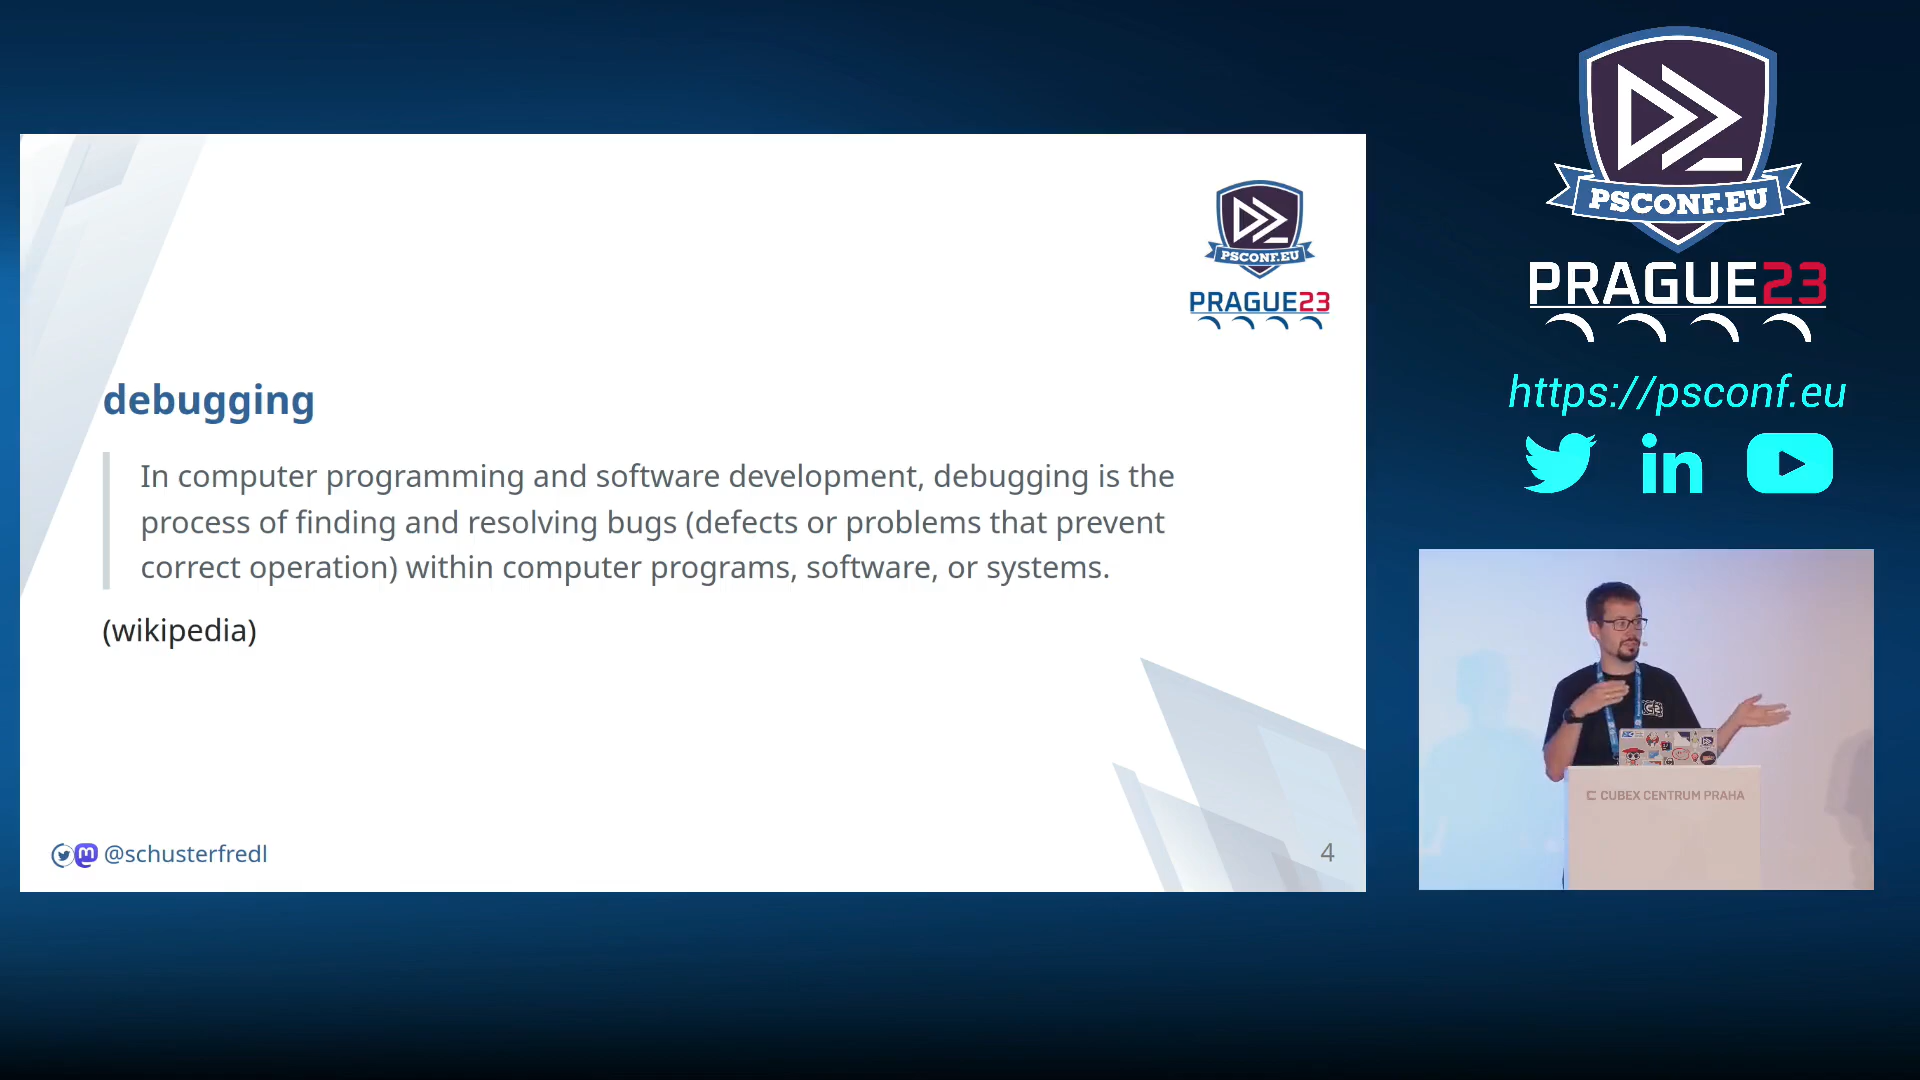 PSCONF.EU
PRAGUE23
debugging
In computer programming and software development, debugging is the
process of finding and resolving bugs (defects or problems that prevent
correct operation) within computer programs, software, or systems.
(wikipedia)
@schusterfredl
4
PSCONF.EU
PRAGUE23
https://psconf.eu
in
CUBEX CENTRUM PRAHA